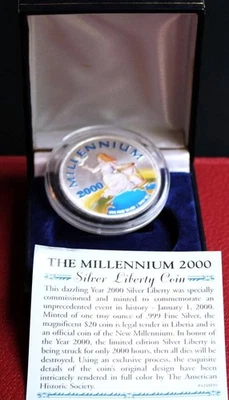 MILLENNIUM
2000
THE MILLENNIUM 2000
Silver Liberty Coin
This dazzling Year 2000 Silver Liberty was specially
commissioned and minted to commemorate an
unprecedented event in history - January 1, 2000.
Minted of one troy ounce of .999 Fine Silver, the
magnificent $20 coin is legal tender in Liberia and is
an official coin of the New Millennium. In honor of
the Year 2000, the limited edition Silver Liberty is
being struck for only 2000 hours, then all dies will be
destroyed. Using an exclusive process, the exquisite
details of the coin's original design have been
intricately rendered in full color by The American
Historic Society.